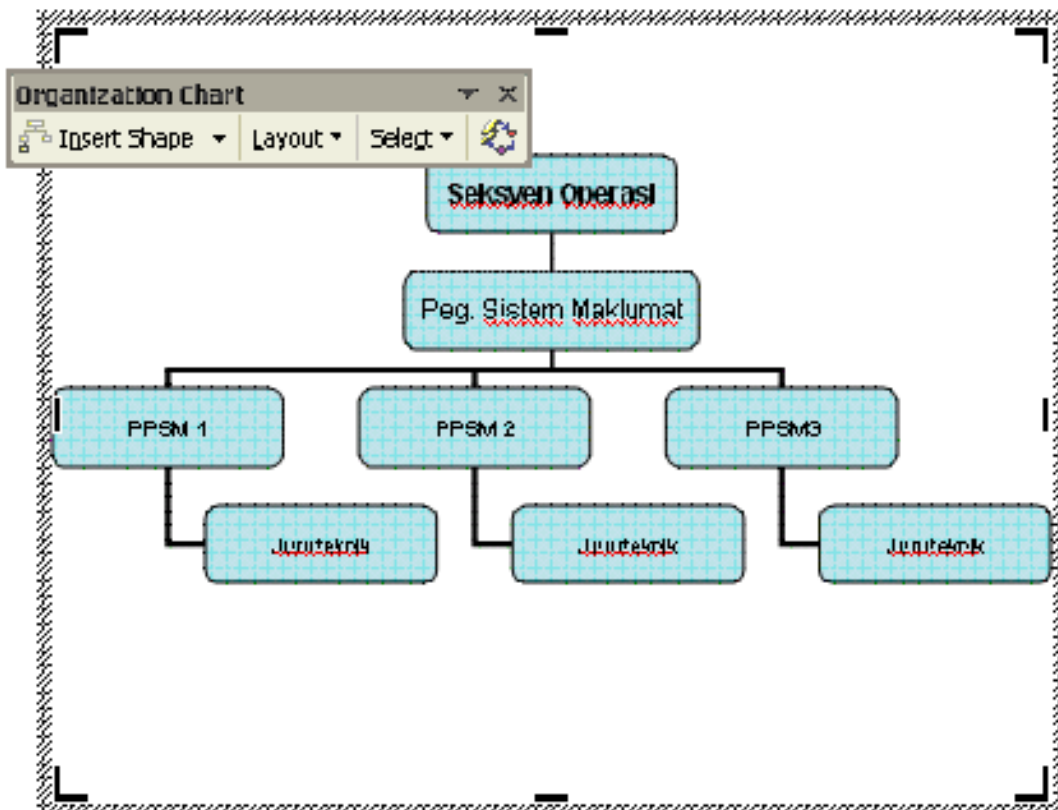 Organization Chart
Insert Shape Layout Select
Seksyen Operasi
Peg. Sistem Maklumat
PPSM 1 PPSM 2 PPSM3
Juruteknik Juruteknik Juruteknik